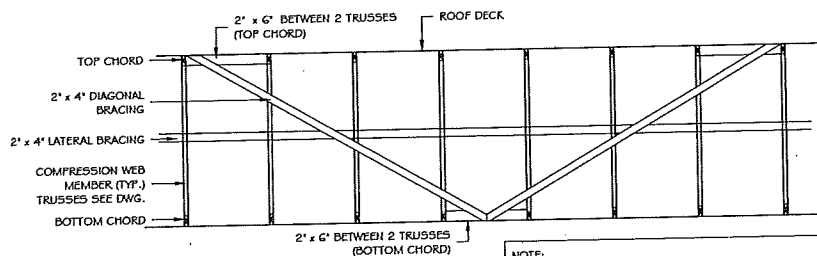 2" x 6" BETWEEN 2 TRUSSES
(TOP CHORD)
ROOF DECK
TOP CHORD
2" x 4" DIAGONAL
BRACING
2" x 4" LATERAL BRACING
COMPRESSION WEB
MEMBER (TYP.)
TRUSSES SEE DWG.
BOTTOM CHORD
2" x 6" BETWEEN 2 TRUSSES
(BOTTOM CHORD)
NOTE: